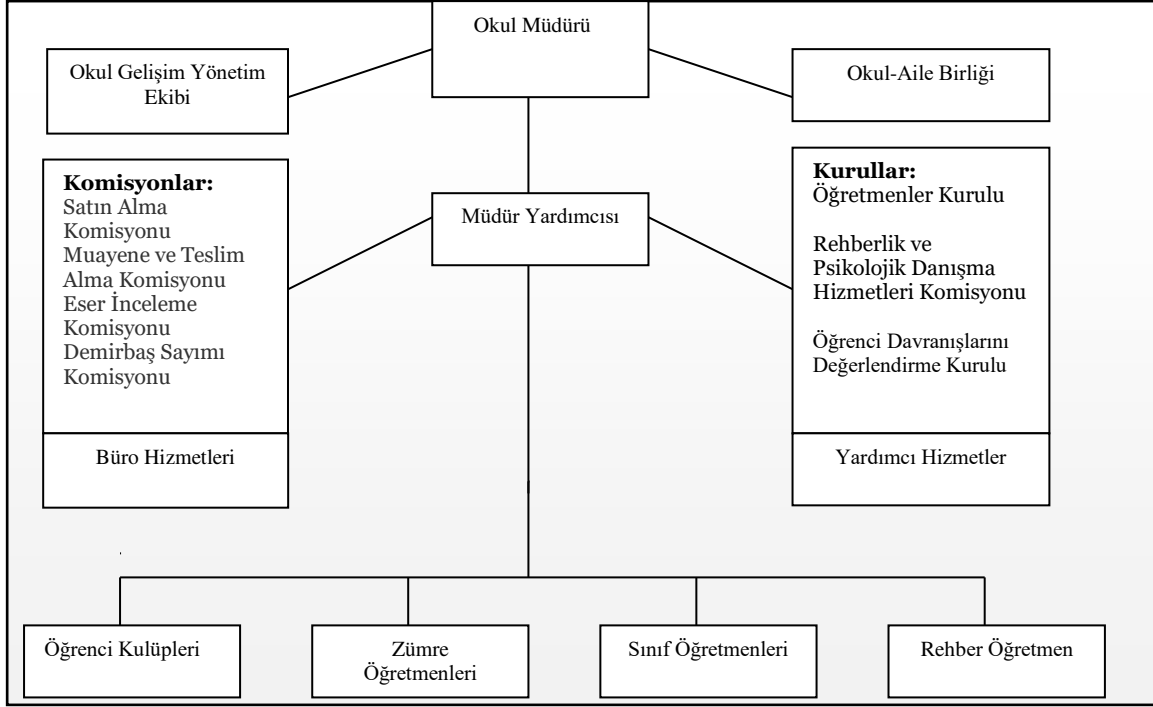 Okul Müdürü
Okul Gelişim Yönetim
Ekibi
Okul-Aile Birliği
Komisyonlar:
Satın Alma
Komisyonu
Muayene ve Teslim
Alma Komisyonu
Eser İnceleme
Komisyonu
Demirbaş Sayımı
Komisyonu
Müdür Yardımcısı
Kurullar:
Öğretmenler Kurulu
Rehberlik ve
Psikolojik Danışma
Hizmetleri Komisyonu
Öğrenci Davranışlarını
Değerlendirme Kurulu
Büro Hizmetleri
Yardımcı Hizmetler
Öğrenci Kulüpleri
Zümre
Öğretmenleri
Sınıf Öğretmenleri
Rehber Öğretmen